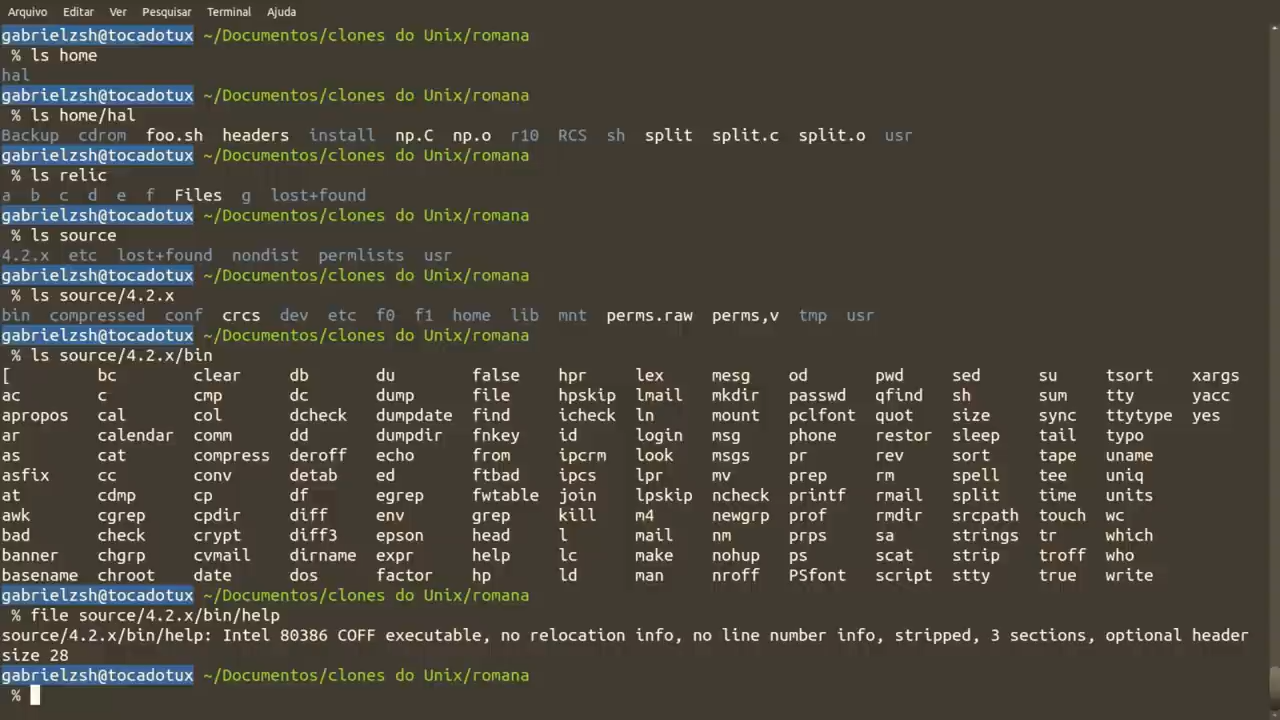 Arquivo Editar Ver Pesquisar Terminal Ajuda
gabrielzsh@tocadotux ~/Documentos/clones do Unix/romana
% ls home
hal
gabrielzsh@tocadotux ~/Documentos/clones do Unix/romana
% ls home/hal
Backup cdrom foo.sh headers install np.C np.o r10 RCS sh split split.c split.o usr
gabrielzsh@tocadotux ~/Documentos/clones do Unix/romana
% ls relic
a b c d e f Files g lost+found
gabrielzsh@tocadotux ~/Documentos/clones do Unix/romana
% ls source
4.2.x etc lost+found nondist permlists usr
gabrielzsh@tocadotux ~/Documentos/clones do Unix/romana
% ls source/4.2.x
bin compressed conf crcs dev etc f0 f1 home lib mnt perms.raw perms,v tmp usr
gabrielzsh@tocadotux ~/Documentos/clones do Unix/romana
% ls source/4.2.x/bin
[ bc clear db du false hpr lex mesg od pwd sed su tsort xargs
ac c cmp dc dump file hpskip lmail mkdir passwd qfind sh sum tty yacc
apropos cal col dcheck dumpdate find icheck ln mount pclfont quot size sync ttytype yes
ar calendar comm dd dumpdir fnkey id login msg phone restor sleep tail typo
as cat compress deroff echo from ipcrm look msgs pr rev sort tape uname
asfix cc conv detab ed ftbad ipcs lpr mv prep rm spell tee uniq
at cdmp cp df egrep fwtable join lpskip ncheck printf rmail split time units
awk cgrep cpdir diff env grep kill m4 newgrp prof rmdir srcpath touch wc
bad check crypt diff3 epson head l mail nm prps sa strings tr which
banner chgrp cvmail dirname expr help lc make nohup ps scat strip troff who
basename chroot date dos factor hp ld man nroff PSfont script stty true write
gabrielzsh@tocadotux ~/Documentos/clones do Unix/romana
% file source/4.2.x/bin/help
source/4.2.x/bin/help: Intel 80386 COFF executable, no relocation info, no line number info, stripped, 3 sections, optional header
size 28
gabrielzsh@tocadotux ~/Documentos/clones do Unix/romana
%